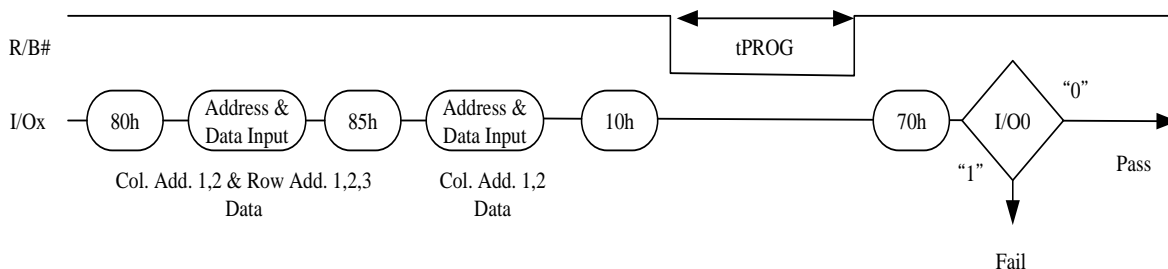 R/B#
tPROG
I/Ox
80h
Address &
Data Input
85h
Address &
Data Input
10h
70h
I/O0
“0”
“1”
Pass
Col. Add. 1,2 & Row Add. 1,2,3
Data
Col. Add. 1,2
Data
Fail